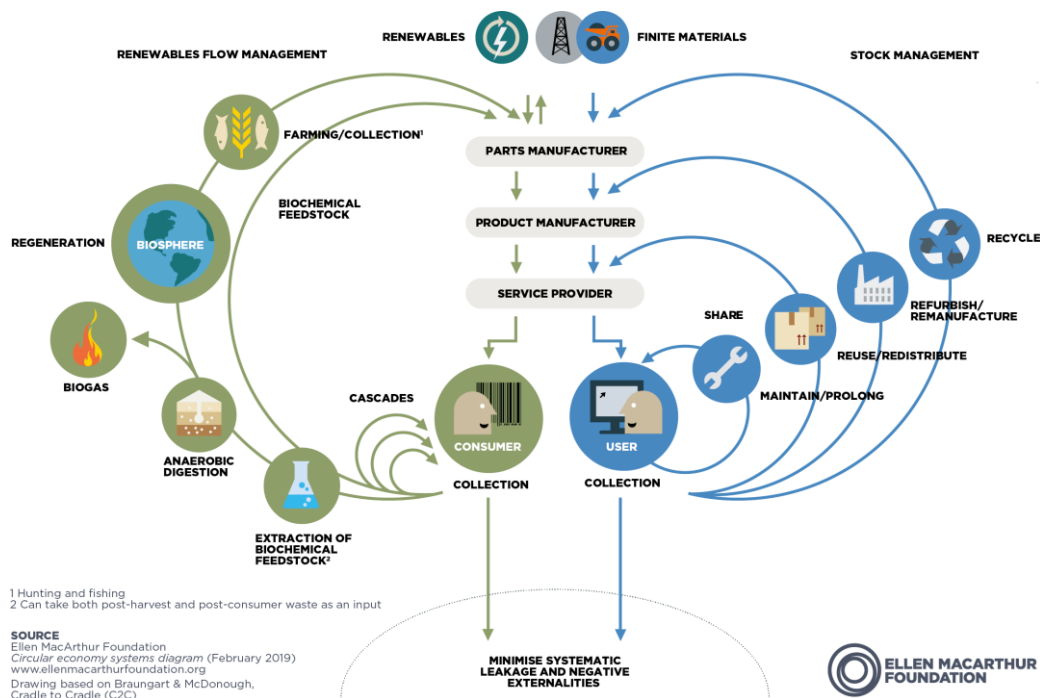 RENEWABLES
FINITE MATERIALS
RENEWABLES FLOW MANAGEMENT
STOCK MANAGEMENT
FARMING/COLLECTION¹
PARTS MANUFACTURER
BIOCHEMICAL
FEEDSTOCK
PRODUCT MANUFACTURER
REGENERATION
BIOSPHERE
RECYCLE
SERVICE PROVIDER
REFURBISH/
REMANUFACTURE
SHARE
REUSE/REDISTRIBUTE
BIOGAS
MAINTAIN/PROLONG
CASCADES
CONSUMER
USER
ANAEROBIC
DIGESTION
COLLECTION
COLLECTION
EXTRACTION OF
BIOCHEMICAL
FEEDSTOCK²
1 Hunting and fishing
2 Can take both post-harvest and post-consumer waste as an input
SOURCE
Ellen MacArthur Foundation
Circular economy systems diagram (February 2019)
www.ellenmacarthurfoundation.org
Drawing based on Braungart & McDonough,
Cradle to Cradle (C2C)
MINIMISE SYSTEMATIC
LEAKAGE AND NEGATIVE
EXTERNALITIES
ELLEN MACARTHUR
FOUNDATION